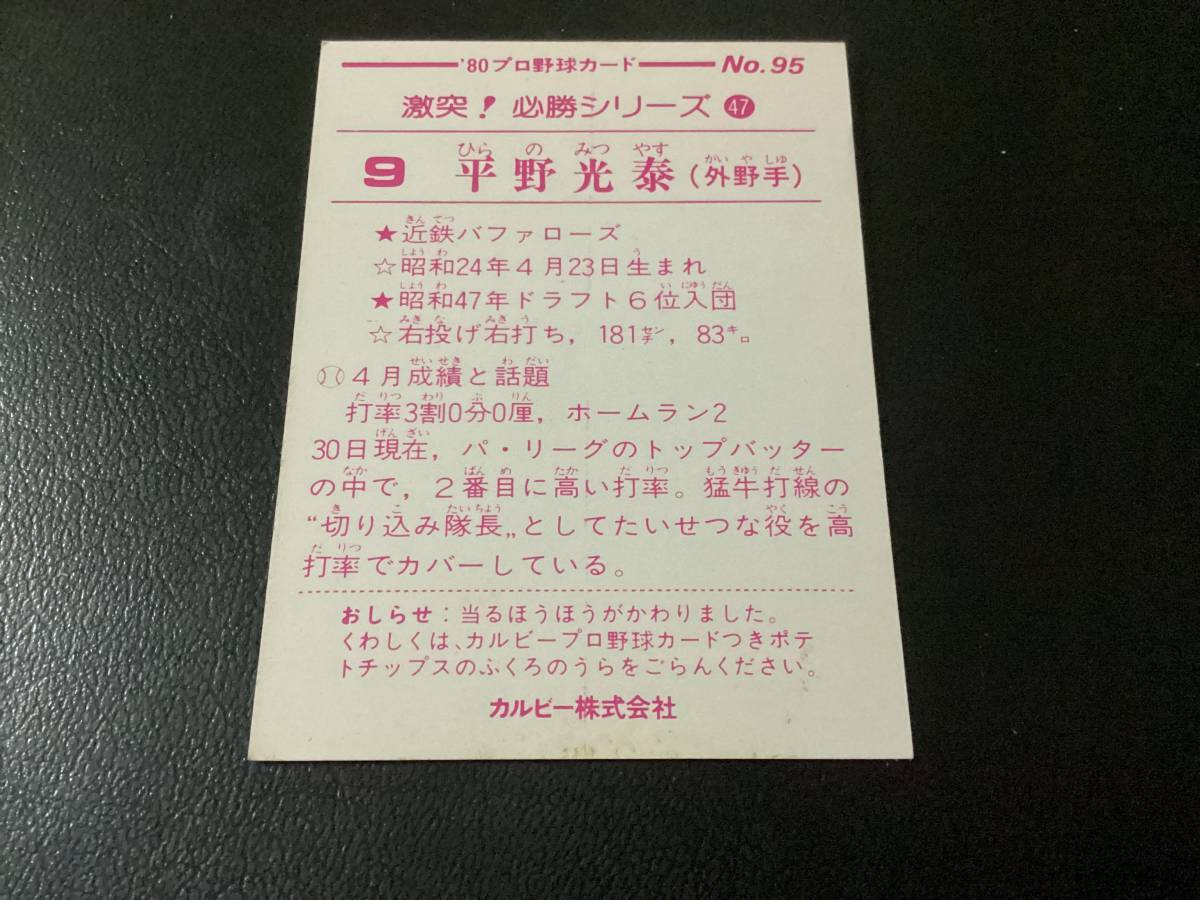 '80プロ野球カード No.95
激突! 必勝シリーズ 47
9 平野光泰(外野手)
★近鉄バファローズ
☆昭和24年4月23日生まれ
★昭和47年ドラフト6位入団
☆右投げ右打ち, 181センチ, 83キロ
4月成績と話題
打率3割0分0厘, ホームラン2
30日現在, パ・リーグのトップバッター
の中で, 2番目に高い打率。猛牛打線の
“切り込み隊長„としてたいせつな役を高
打率でカバーしている。
おしらせ:当るほうほうがかわりました。
くわしくは、カルビープロ野球カードつきポテ
トチップスのふくろのうらをごらんください。
カルビー株式会社